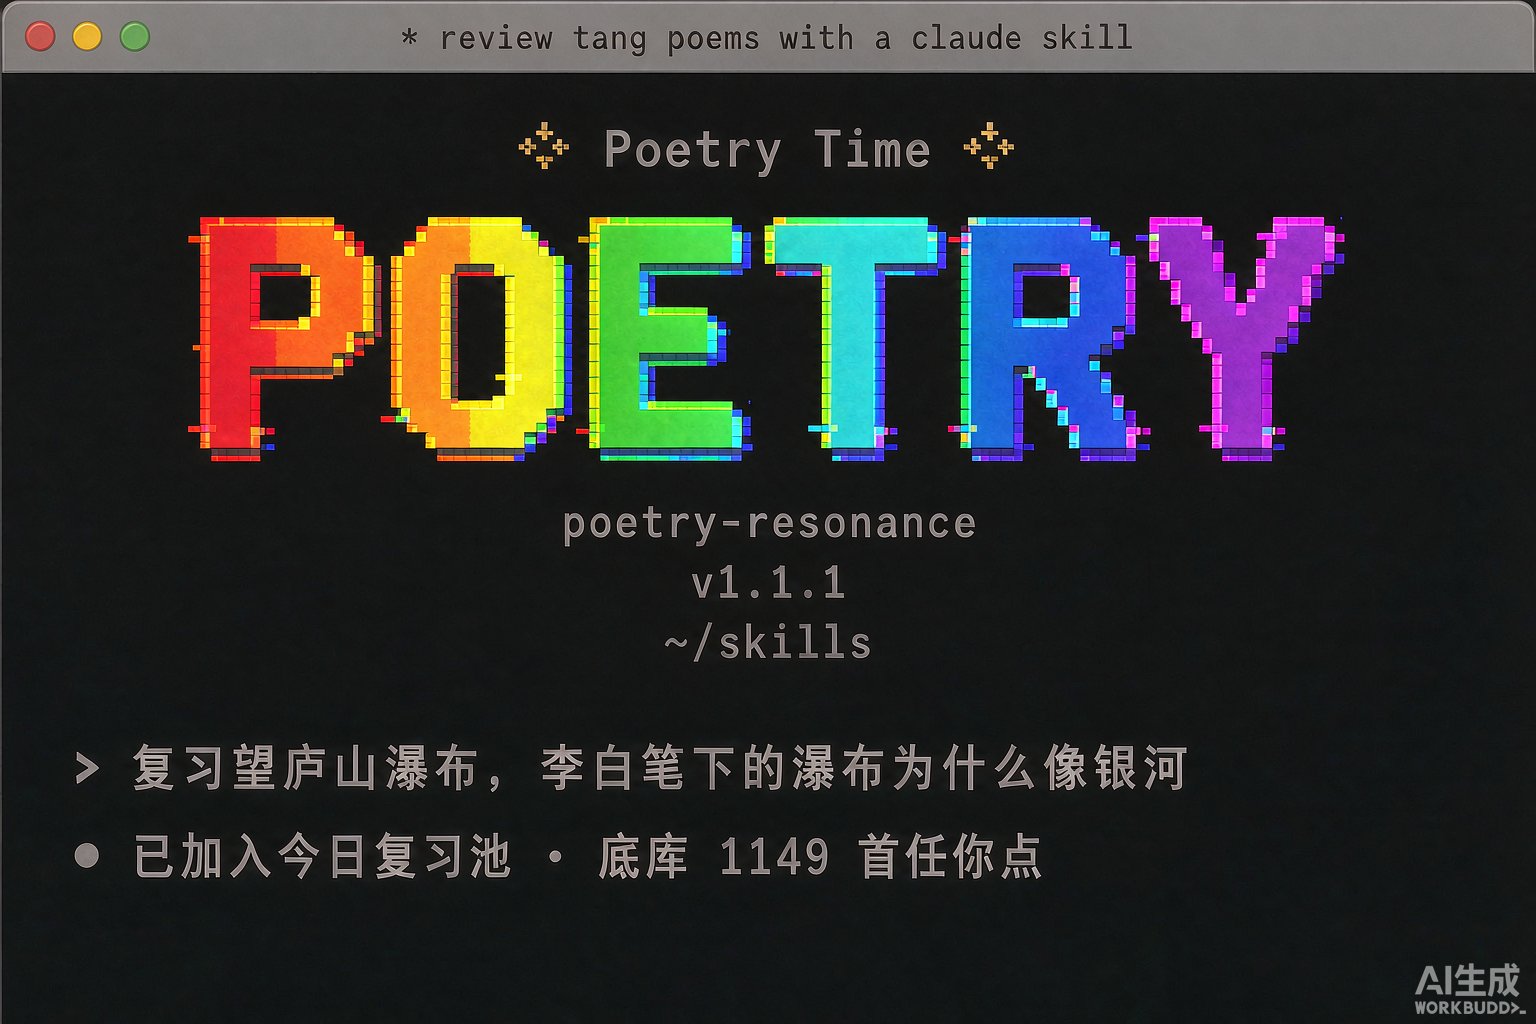 * review tang poems with a claude skill
Poetry Time
POETRY
poetry-resonance
v1.1.1
~/skills
> 复习望庐山瀑布，李白笔下的瀑布为什么像银河
● 已加入今日复习池 · 底库 1149 首任你点
AI生成
WORKBUDD>_